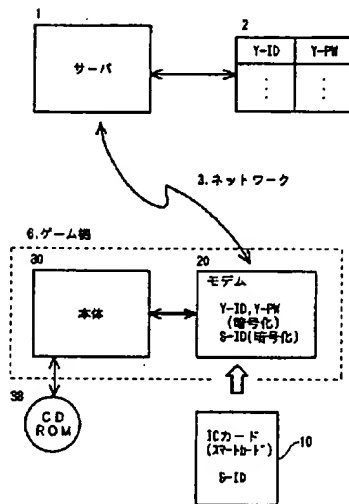 1
サーバ
2
Y-ID Y-PW
3.ネットワーク
6.ゲーム機
30
本体
20
モデム
Y-ID,Y-PW
(暗号化)
S-ID(暗号化)
38
CD
ROM
ICカード
(スマートカード)
S-ID
10